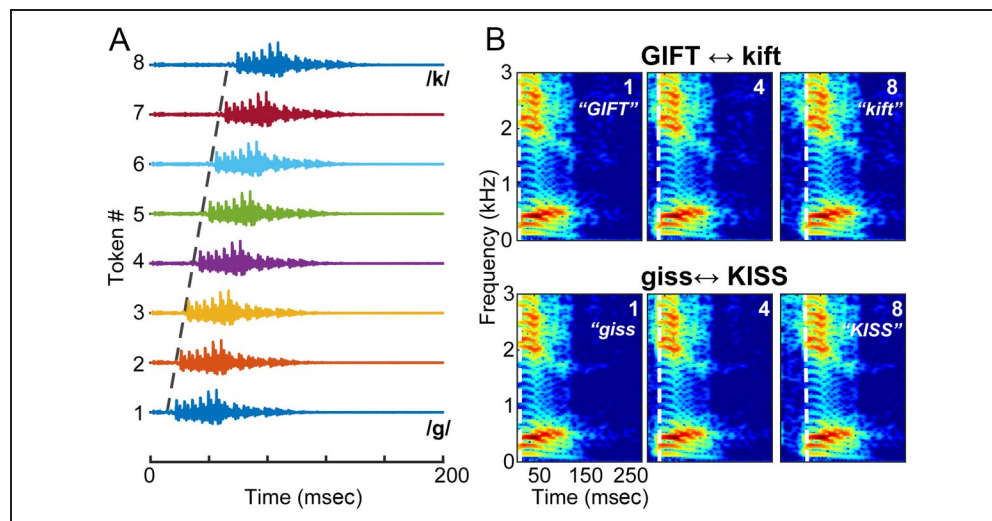 A
8
/k/
7
6
5
4
3
2
1
/g/
Token #
0
200
Time (msec)
B
GIFT ↔ kift
3
2
1
0
1
"GIFT"
4
8
"kift"
Frequency (kHz)
giss↔ KISS
3
2
1
0
1
"giss
4
8
"KISS"
50 150 250
Time (msec)